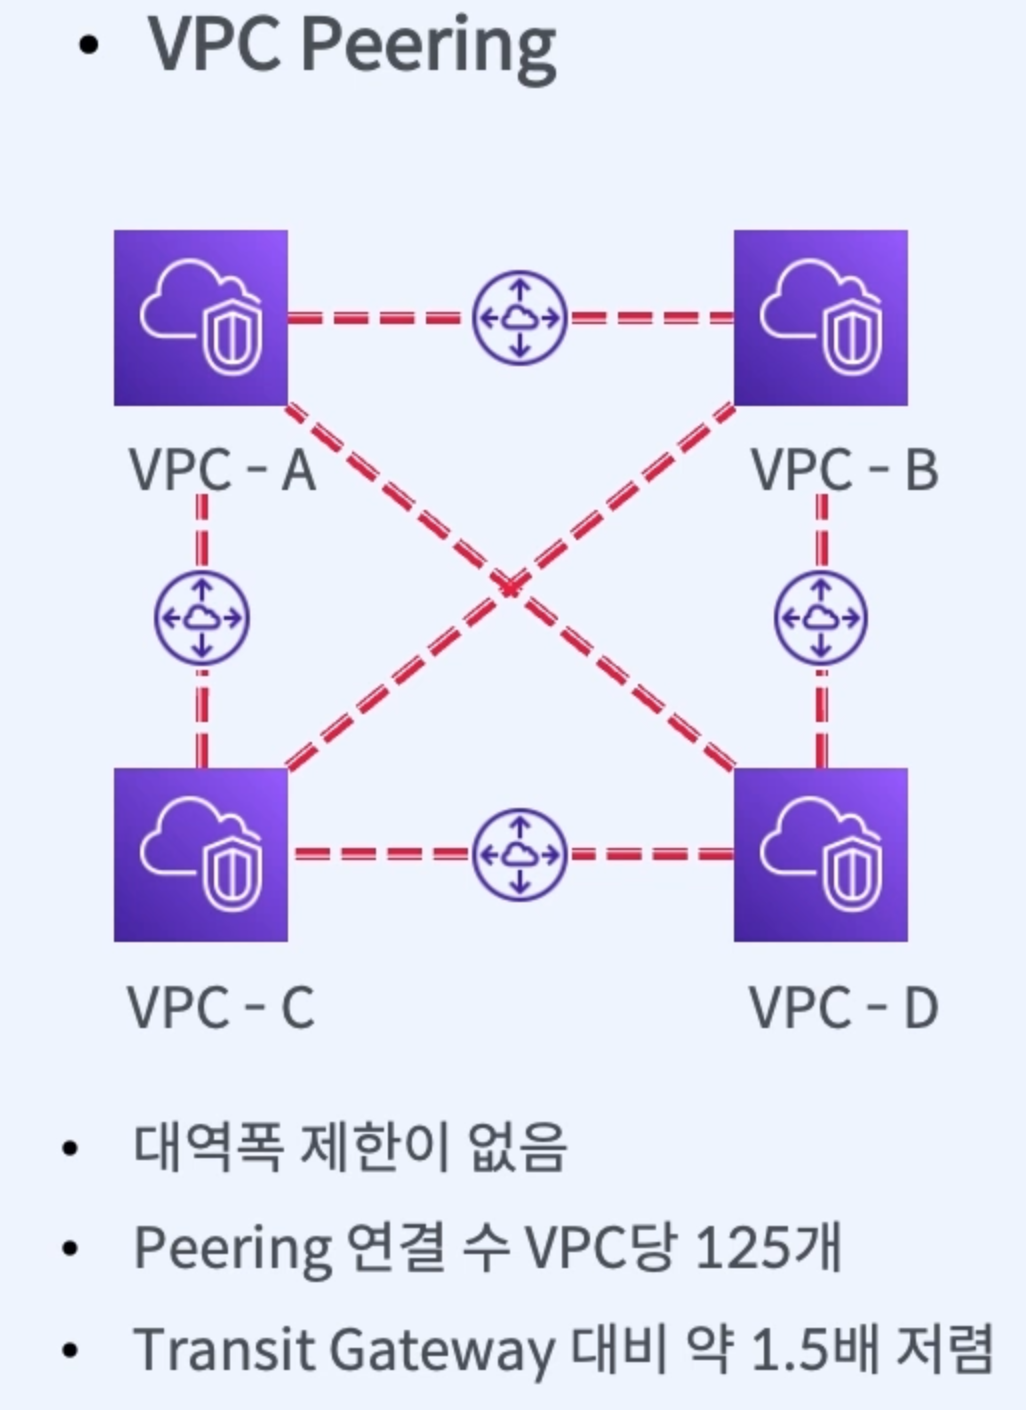 • VPC Peering
VPC - A
VPC - B
VPC - C
VPC - D
• 대역폭 제한이 없음
• Peering 연결 수 VPC당 125개
• Transit Gateway 대비 약 1.5배 저렴